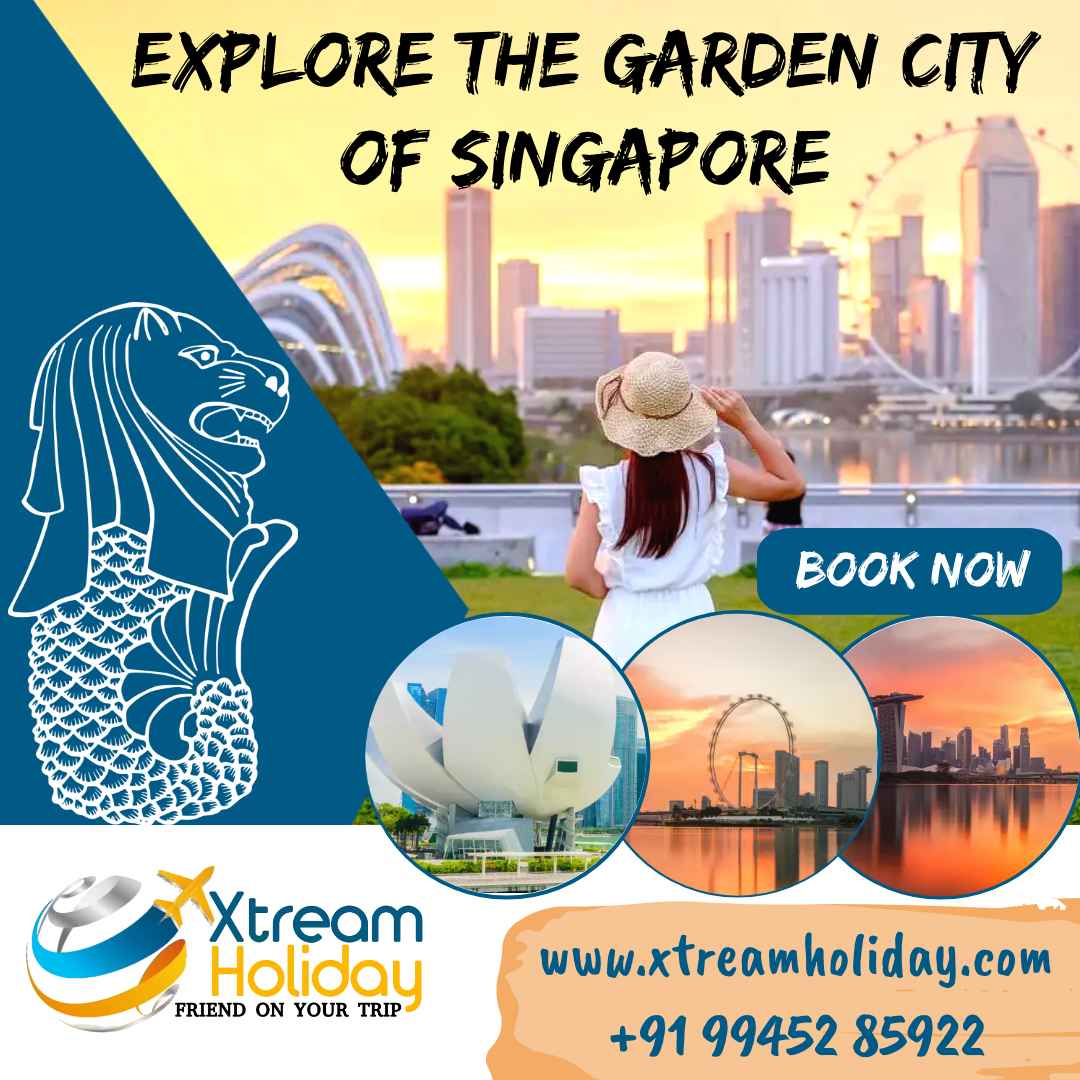 EXPLORE THE GARDEN CITY
OF SINGAPORE
BOOK NOW
Xtream
Holiday
FRIEND ON YOUR TRIP
www.xtreamholiday.com
+91 99452 85922